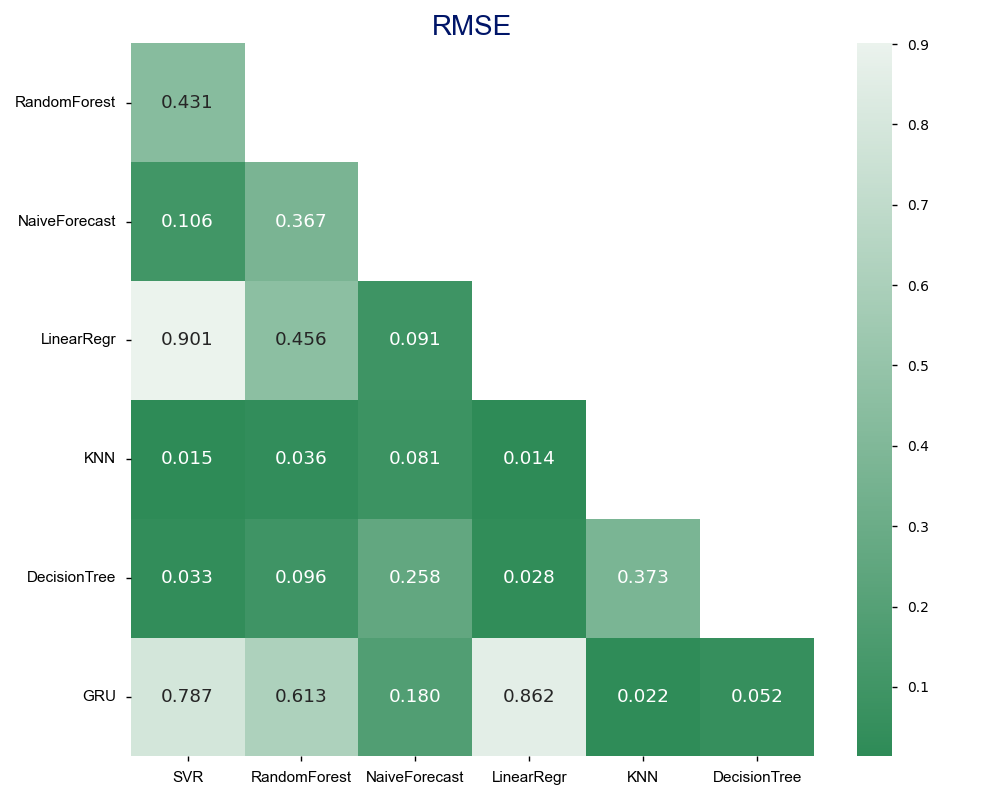 RMSE
RandomForest 0.431
NaiveForecast 0.106 0.367
LinearRegr 0.901 0.456 0.091
KNN 0.015 0.036 0.081 0.014
DecisionTree 0.033 0.096 0.258 0.028 0.373
GRU 0.787 0.613 0.180 0.862 0.022 0.052
SVR RandomForest NaiveForecast LinearRegr KNN DecisionTree
0.9
0.8
0.7
0.6
0.5
0.4
0.3
0.2
0.1